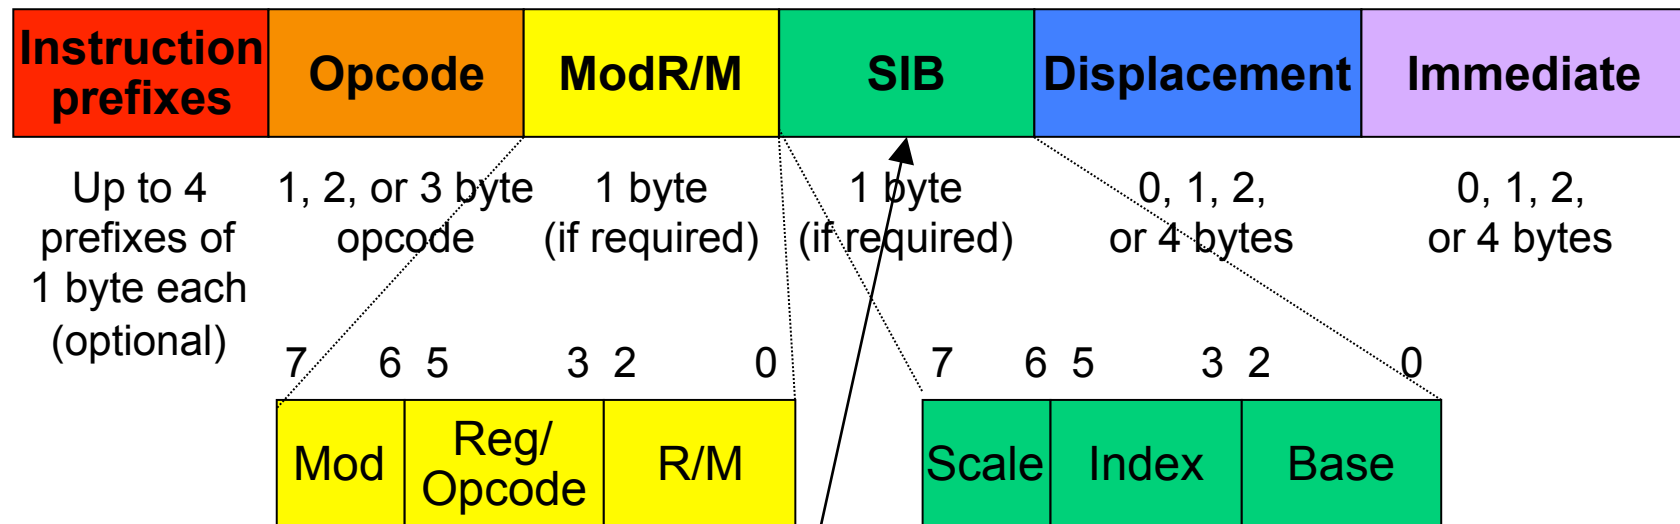 Instruction
prefixes
Opcode
ModR/M
SIB
Displacement
Immediate
Up to 4
prefixes of
1 byte each
(optional)
1, 2, or 3 byte
opcode
1 byte
(if required)
1 byte
(if required)
0, 1, 2,
or 4 bytes
0, 1, 2,
or 4 bytes
7 6 5 3 2 0
Mod
Reg/
Opcode
R/M
7 6 5 3 2 0
Scale
Index
Base